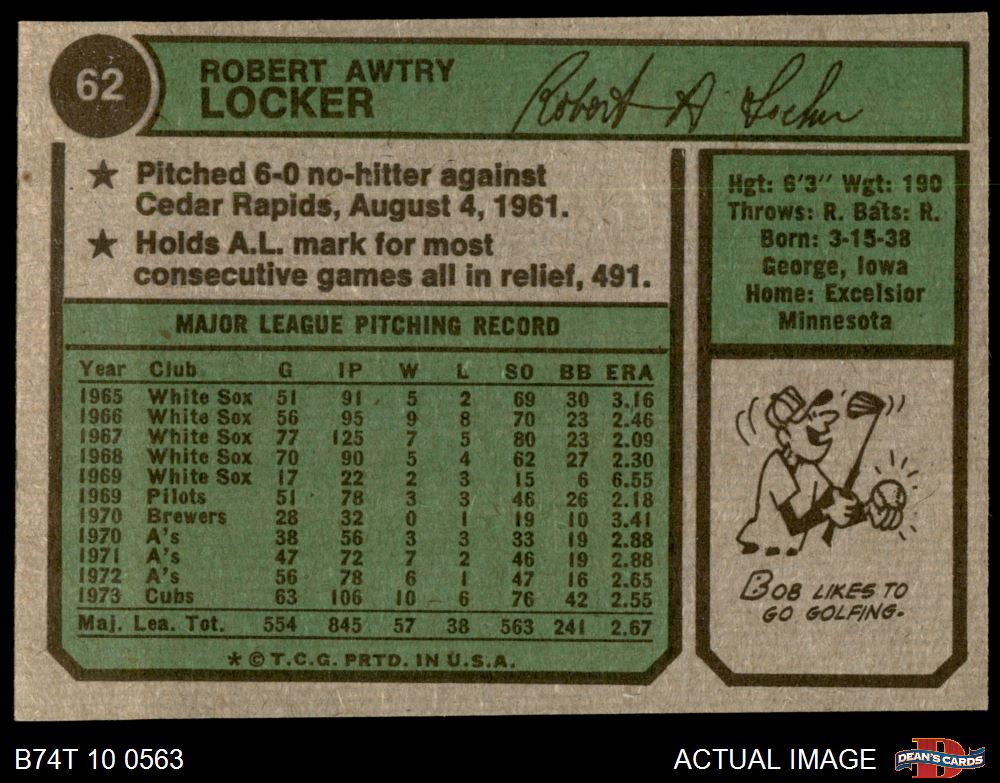 62
ROBERT AWTRY
LOCKER
Robert A Locker
★ Pitched 6-0 no-hitter against
Cedar Rapids, August 4, 1961.
★ Holds A.L. mark for most
consecutive games all in relief, 491.
Hgt: 6'3" Wgt: 190
Throws: R. Bats: R.
Born: 3-15-38
George, Iowa
Home: Excelsior
Minnesota
MAJOR LEAGUE PITCHING RECORD
Year Club G IP W L SO BB ERA
1965 White Sox 51 91 5 2 69 30 3.16
1966 White Sox 56 95 9 8 70 23 2.46
1967 White Sox 77 125 7 5 80 23 2.09
1968 White Sox 70 90 5 4 62 27 2.30
1969 White Sox 17 22 2 3 15 6 6.55
1969 Pilots 51 78 3 3 46 26 2.18
1970 Brewers 28 32 0 1 19 10 3.41
1970 A's 38 56 3 3 33 19 2.88
1971 A's 47 72 7 2 46 19 2.88
1972 A's 56 78 6 1 47 16 2.65
1973 Cubs 63 106 10 6 76 42 2.55
Maj. Lea. Tot. 554 845 57 38 563 241 2.67
* © T.C.G. PRTD. IN U.S.A.
BOB LIKES TO
GO GOLFING.
B74T 10 0563
ACTUAL IMAGE
D
DEAN'S CARDS